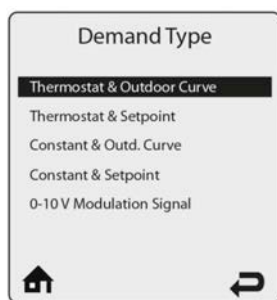 Demand Type
Thermostat & Outdoor Curve
Thermostat & Setpoint
Constant & Outd. Curve
Constant & Setpoint
0-10 V Modulation Signal